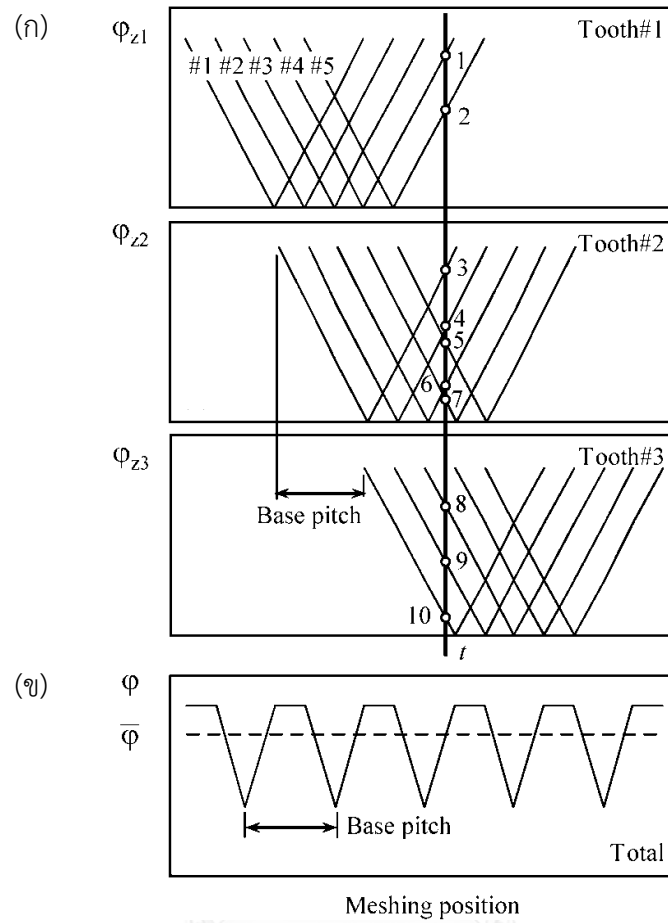 (ก)
φz1
Tooth#1
#1 #2 #3 #4 #5
1
2
φz2
Tooth#2
3
4
5
6
7
φz3
Tooth#3
Base pitch
8
9
10
t
(ข)
φ
φ̅
Base pitch
Total
Meshing position